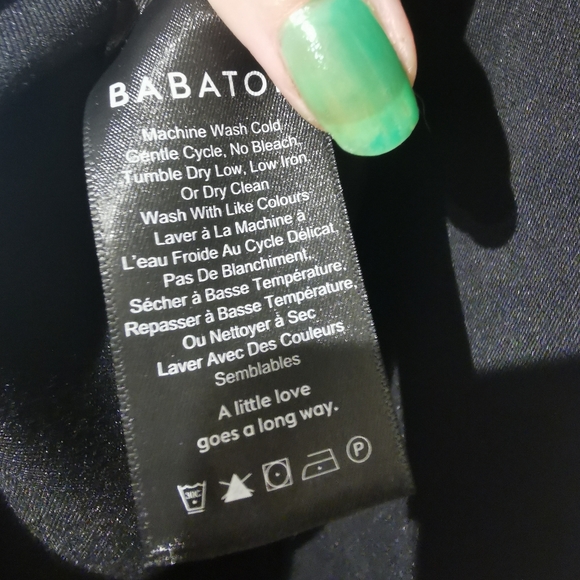 BABATO
Machine Wash Cold
Gentle Cycle, No Bleach,
Tumble Dry Low, Low Iron
Or Dry Clean
Wash With Like Colours
Laver à La Machine à
L'eau Froide Au Cycle Délicat
Pas De Blanchiment,
Sécher à Basse Température,
Repasser à Basse Température,
Ou Nettoyer à Sec
Laver Avec Des Couleurs
Semblables
A little love
goes a long way.
30C
P